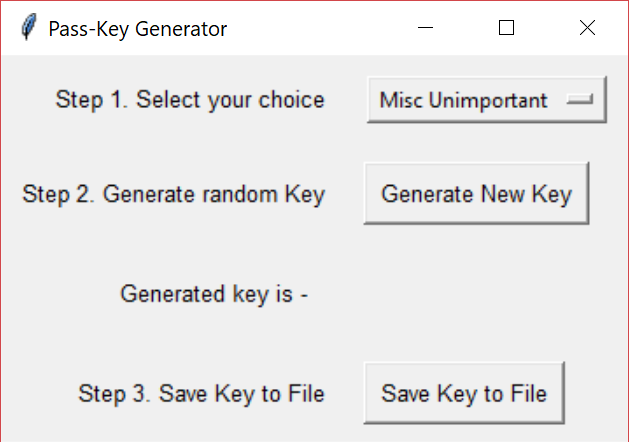 Pass-Key Generator
Step 1. Select your choice Misc Unimportant
Step 2. Generate random Key Generate New Key
Generated key is -
Step 3. Save Key to File Save Key to File